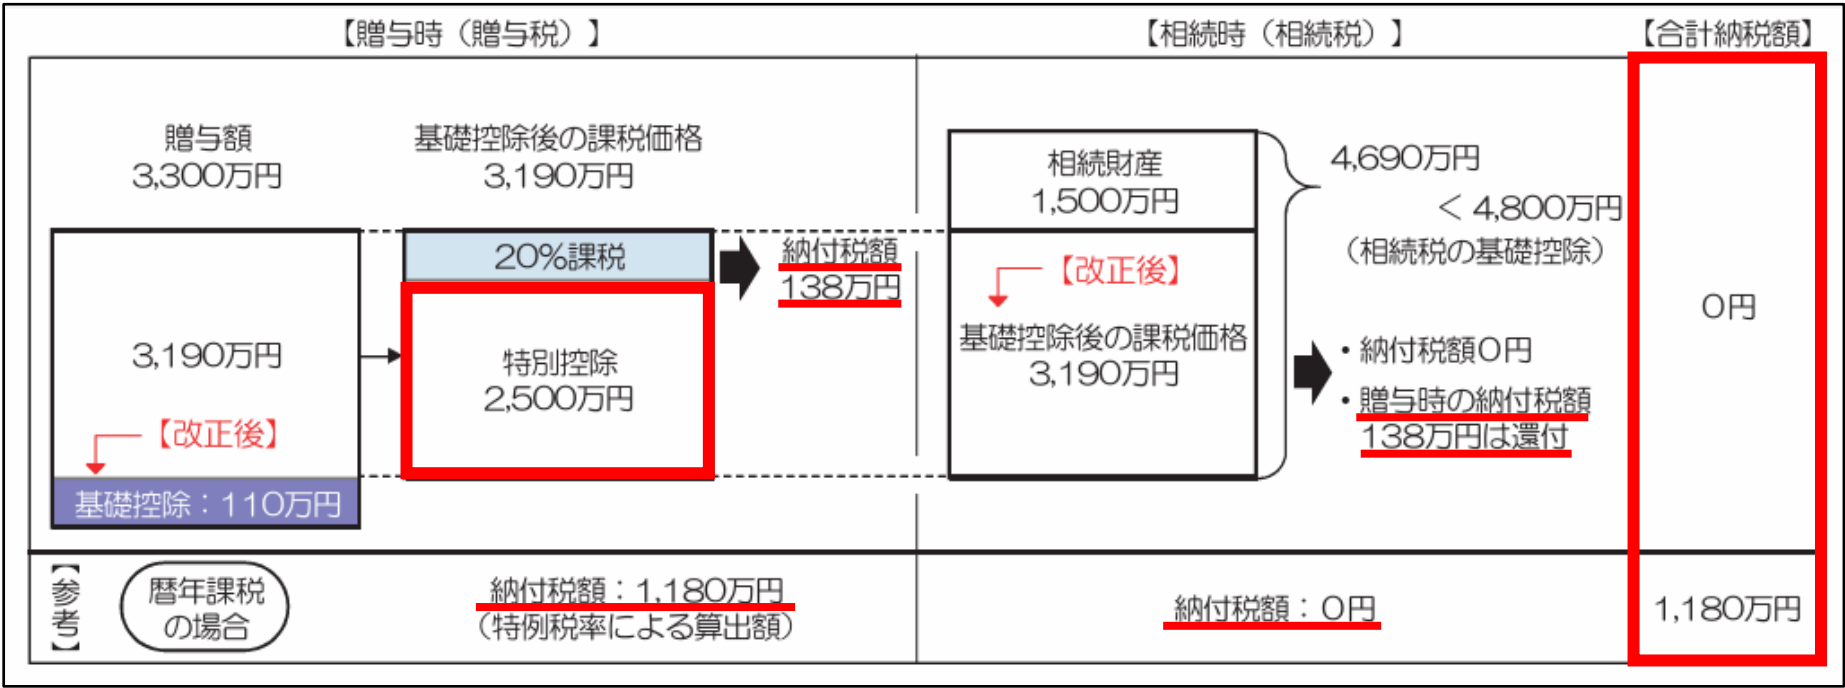 【贈与時（贈与税）】
【相続時（相続税）】
【合計納税額】
贈与額
3,300万円
基礎控除後の課税価格
3,190万円
20%課税
納付税額
138万円
3,190万円
特別控除
2,500万円
【改正後】
基礎控除：110万円
相続財産
1,500万円
【改正後】
基礎控除後の課税価格
3,190万円
4,690万円
< 4,800万円
（相続税の基礎控除）
・納付税額0円
・贈与時の納付税額
138万円は還付
0円
【参考】
暦年課税
の場合
納付税額：1,180万円
（特例税率による算出額）
納付税額：0円
1,180万円